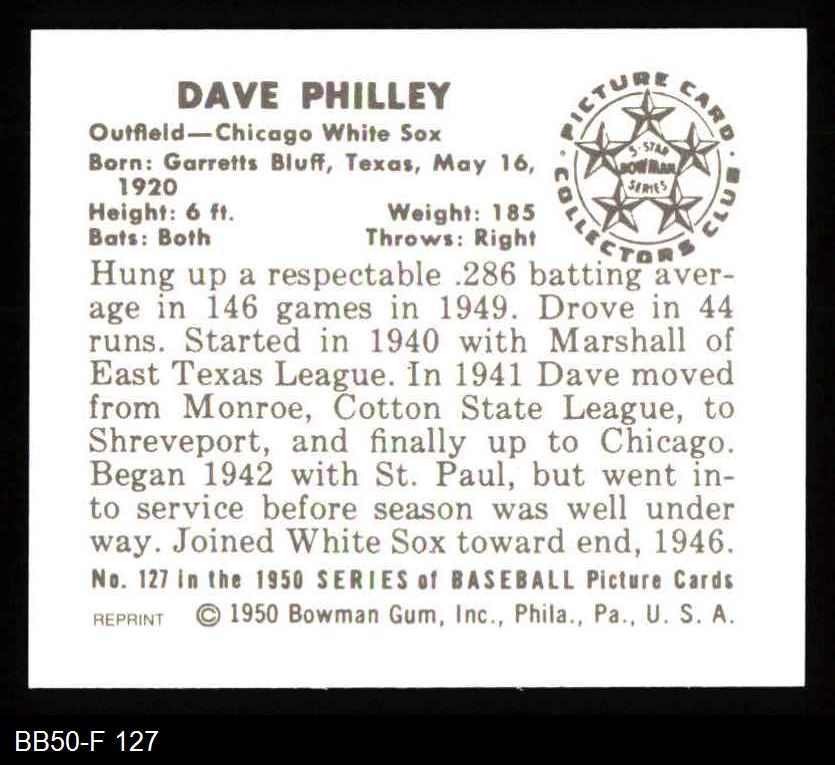 DAVE PHILLEY
Outfield—Chicago White Sox
Born: Garretts Bluff, Texas, May 16,
1920
Height: 6 ft. Weight: 185
Bats: Both Throws: Right
· PICTURE CARD ·
COLLECTORS CLUB
5-STAR
BOWMAN
SERIES
Hung up a respectable .286 batting aver-
age in 146 games in 1949. Drove in 44
runs. Started in 1940 with Marshall of
East Texas League. In 1941 Dave moved
from Monroe, Cotton State League, to
Shreveport, and finally up to Chicago.
Began 1942 with St. Paul, but went in-
to service before season was well under
way. Joined White Sox toward end, 1946.
No. 127 in the 1950 SERIES of BASEBALL Picture Cards
REPRINT © 1950 Bowman Gum, Inc., Phila., Pa., U. S. A.
BB50-F 127